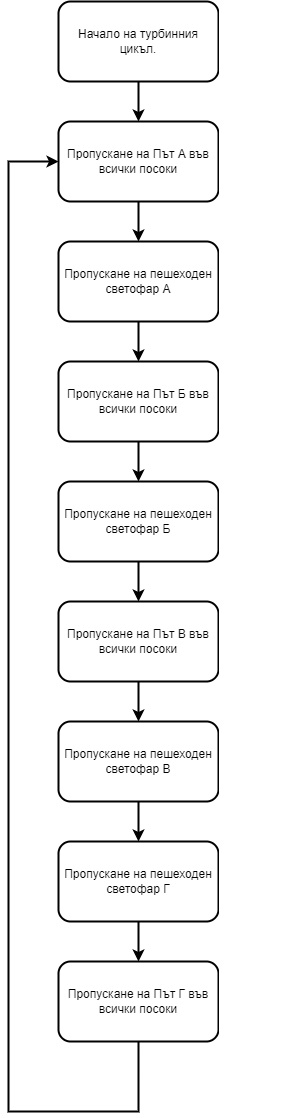 Начало на турбинния
цикъл.
Пропускане на Път А във
всички посоки
Пропускане на пешеходен
светофар А
Пропускане на Път Б във
всички посоки
Пропускане на пешеходен
светофар Б
Пропускане на Път В във
всички посоки
Пропускане на пешеходен
светофар В
Пропускане на пешеходен
светофар Г
Пропускане на Път Г във
всички посоки